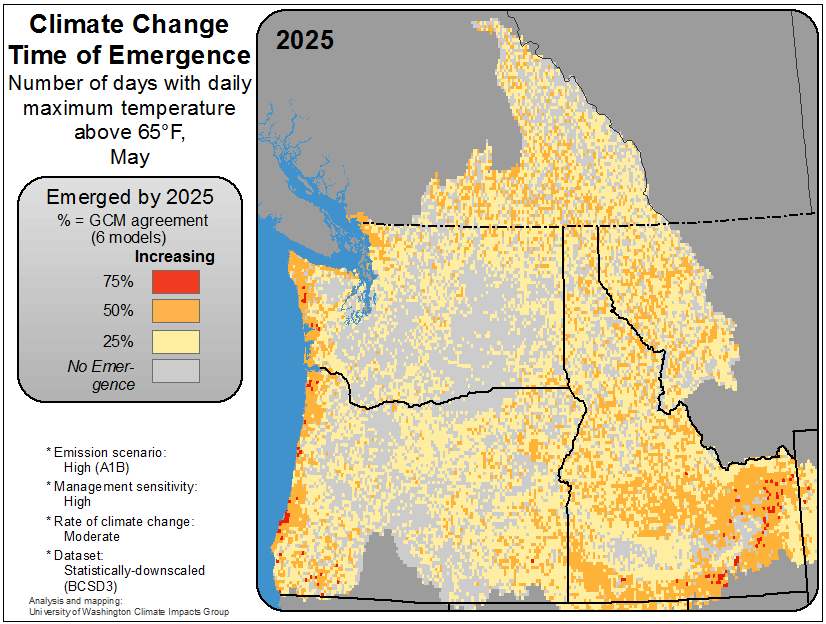 Climate Change
Time of Emergence
Number of days with daily
maximum temperature
above 65°F,
May
2025
Emerged by 2025
% = GCM agreement
(6 models)
Increasing
75%
50%
25%
No Emer-
gence
* Emission scenario:
High (A1B)
* Management sensitivity:
High
* Rate of climate change:
Moderate
* Dataset:
Statistically-downscaled
(BCSD3)
Analysis and mapping:
University of Washington Climate Impacts Group